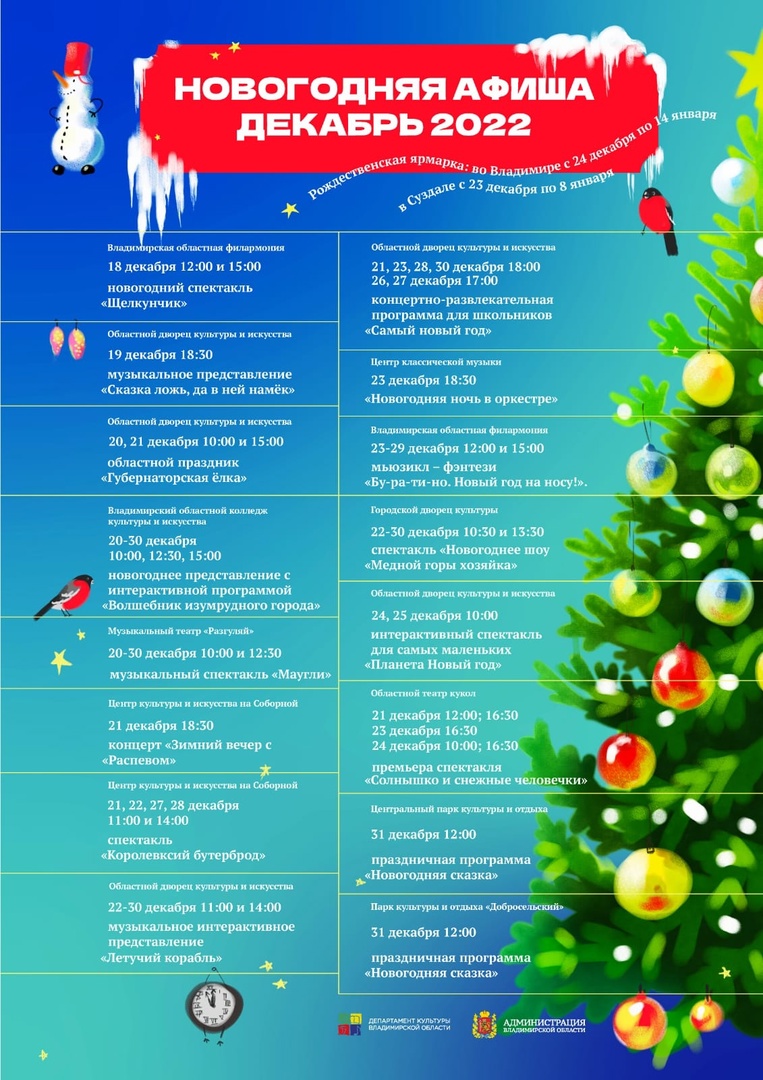 НОВОГОДНЯЯ АФИША
ДЕКАБРЬ 2022
Рождественская ярмарка: во Владимире с 24 декабря по 14 января
в Суздале с 23 декабря по 8 января
Владимирская областная филармония
18 декабря 12:00 и 15:00
новогодний спектакль
«Щелкунчик»
Областной дворец культуры и искусства
19 декабря 18:30
музыкальное представление
«Сказка ложь, да в ней намёк»
Областной дворец культуры и искусства
20, 21 декабря 10:00 и 15:00
областной праздник
«Губернаторская ёлка»
Владимирский областной колледж
культуры и искусства
20-30 декабря
10:00, 12:30, 15:00
новогоднее представление с
интерактивной программой
«Волшебник изумрудного города»
Музыкальный театр «Разгуляй»
20-30 декабря 10:00 и 12:30
музыкальный спектакль «Маугли»
Центр культуры и искусства на Соборной
21 декабря 18:30
концерт «Зимний вечер с
«Распевом»
Центр культуры и искусства на Соборной
21, 22, 27, 28 декабря
11:00 и 14:00
спектакль
«Королевксий бутерброд»
Областной дворец культуры и искусства
22-30 декабря 11:00 и 14:00
музыкальное интерактивное
представление
«Летучий корабль»
Областной дворец культуры и искусства
21, 23, 28, 30 декабря 18:00
26, 27 декабря 17:00
концертно-развлекательная
программа для школьников
«Самый новый год»
Центр классической музыки
23 декабря 18:30
«Новогодняя ночь в оркестре»
Владимирская областная филармония
23-29 декабря 12:00 и 15:00
мьюзикл – фэнтези
«Бу-ра-ти-но. Новый год на носу!».
Городской дворец культуры
22-30 декабря 10:30 и 13:30
спектакль «Новогоднее шоу
«Медной горы хозяйка»
Областной дворец культуры и искусства
24, 25 декабря 10:00
интерактивный спектакль
для самых маленьких
«Планета Новый год»
Областной театр кукол
21 декабря 12:00; 16:30
23 декабря 16:30
24 декабря 10:00; 16:30
премьера спектакля
«Солнышко и снежные человечки»
Центральный парк культуры и отдыха
31 декабря 12:00
праздничная программа
«Новогодняя сказка»
Парк культуры и отдыха «Добросельский»
31 декабря 12:00
праздничная программа
«Новогодняя сказка»
ДЕПАРТАМЕНТ КУЛЬТУРЫ
ВЛАДИМИРСКОЙ ОБЛАСТИ
АДМИНИСТРАЦИЯ
ВЛАДИМИРСКОЙ ОБЛАСТИ